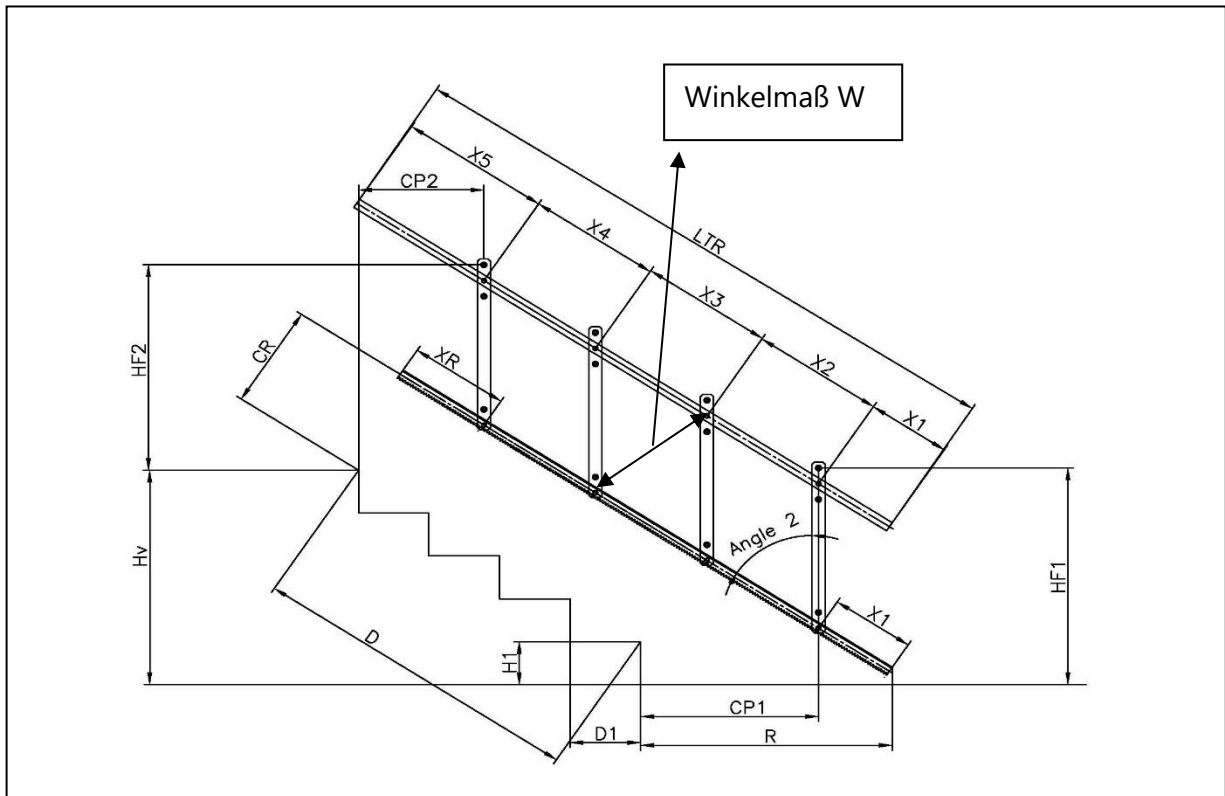 Winkelmaß W
X5
CP2
X4
LTR
X3
HF2
CR
XR
X2
X1
Angle 2
HF1
Hv
X1
D
H1
CP1
D1
R